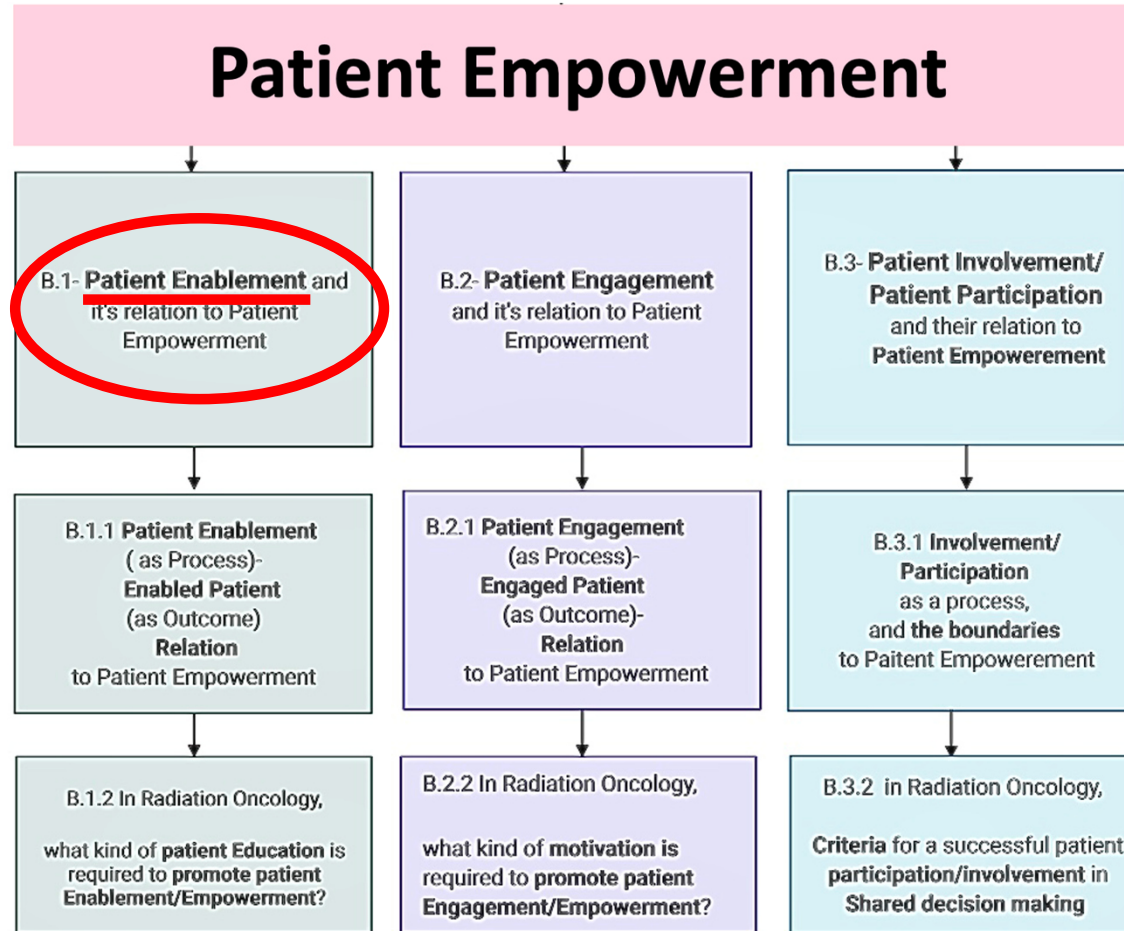 Patient Empowerment
B.1- Patient Enablement and
it's relation to Patient
Empowerment
B.2- Patient Engagement
and it's relation to Patient
Empowerment
B.3- Patient Involvement/
Patient Participation
and their relation to
Patient Empowerement
B.1.1 Patient Enablement
( as Process)-
Enabled Patient
(as Outcome)
Relation
to Patient Empowerment
B.2.1 Patient Engagement
(as Process)-
Engaged Patient
(as Outcome)-
Relation
to Patient Empowerment
B.3.1 Involvement/
Participation
as a process,
and the boundaries
to Paitent Empowerement
B.1.2 In Radiation Oncology,
what kind of patient Education is
required to promote patient
Enablement/Empowerment?
B.2.2 In Radiation Oncology,
what kind of motivation is
required to promote patient
Engagement/Empowerment?
B.3.2 in Radiation Oncology,
Criteria for a successful patient
participation/involvement in
Shared decision making